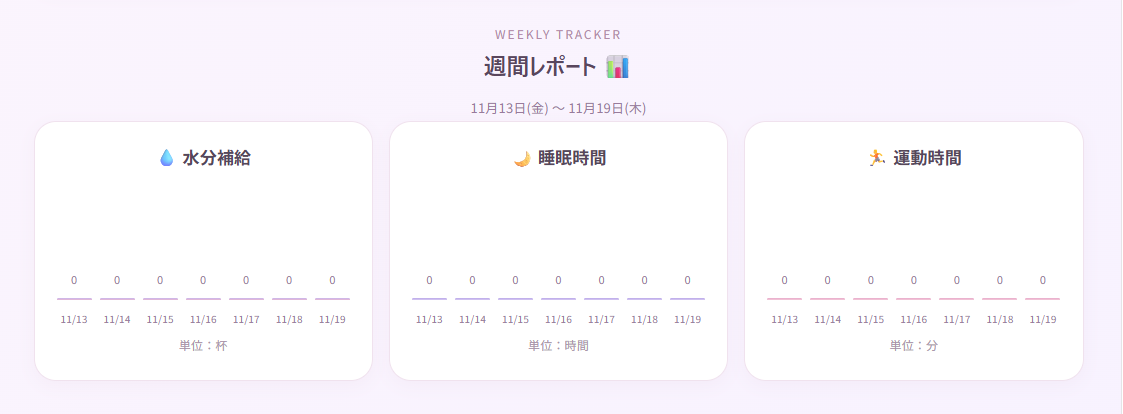 WEEKLY TRACKER
週間レポート 📊
11月13日(金) 〜 11月19日(木)
💧 水分補給
0 0 0 0 0 0 0
11/13 11/14 11/15 11/16 11/17 11/18 11/19
単位：杯
🌙 睡眠時間
0 0 0 0 0 0 0
11/13 11/14 11/15 11/16 11/17 11/18 11/19
単位：時間
🏃 運動時間
0 0 0 0 0 0 0
11/13 11/14 11/15 11/16 11/17 11/18 11/19
単位：分